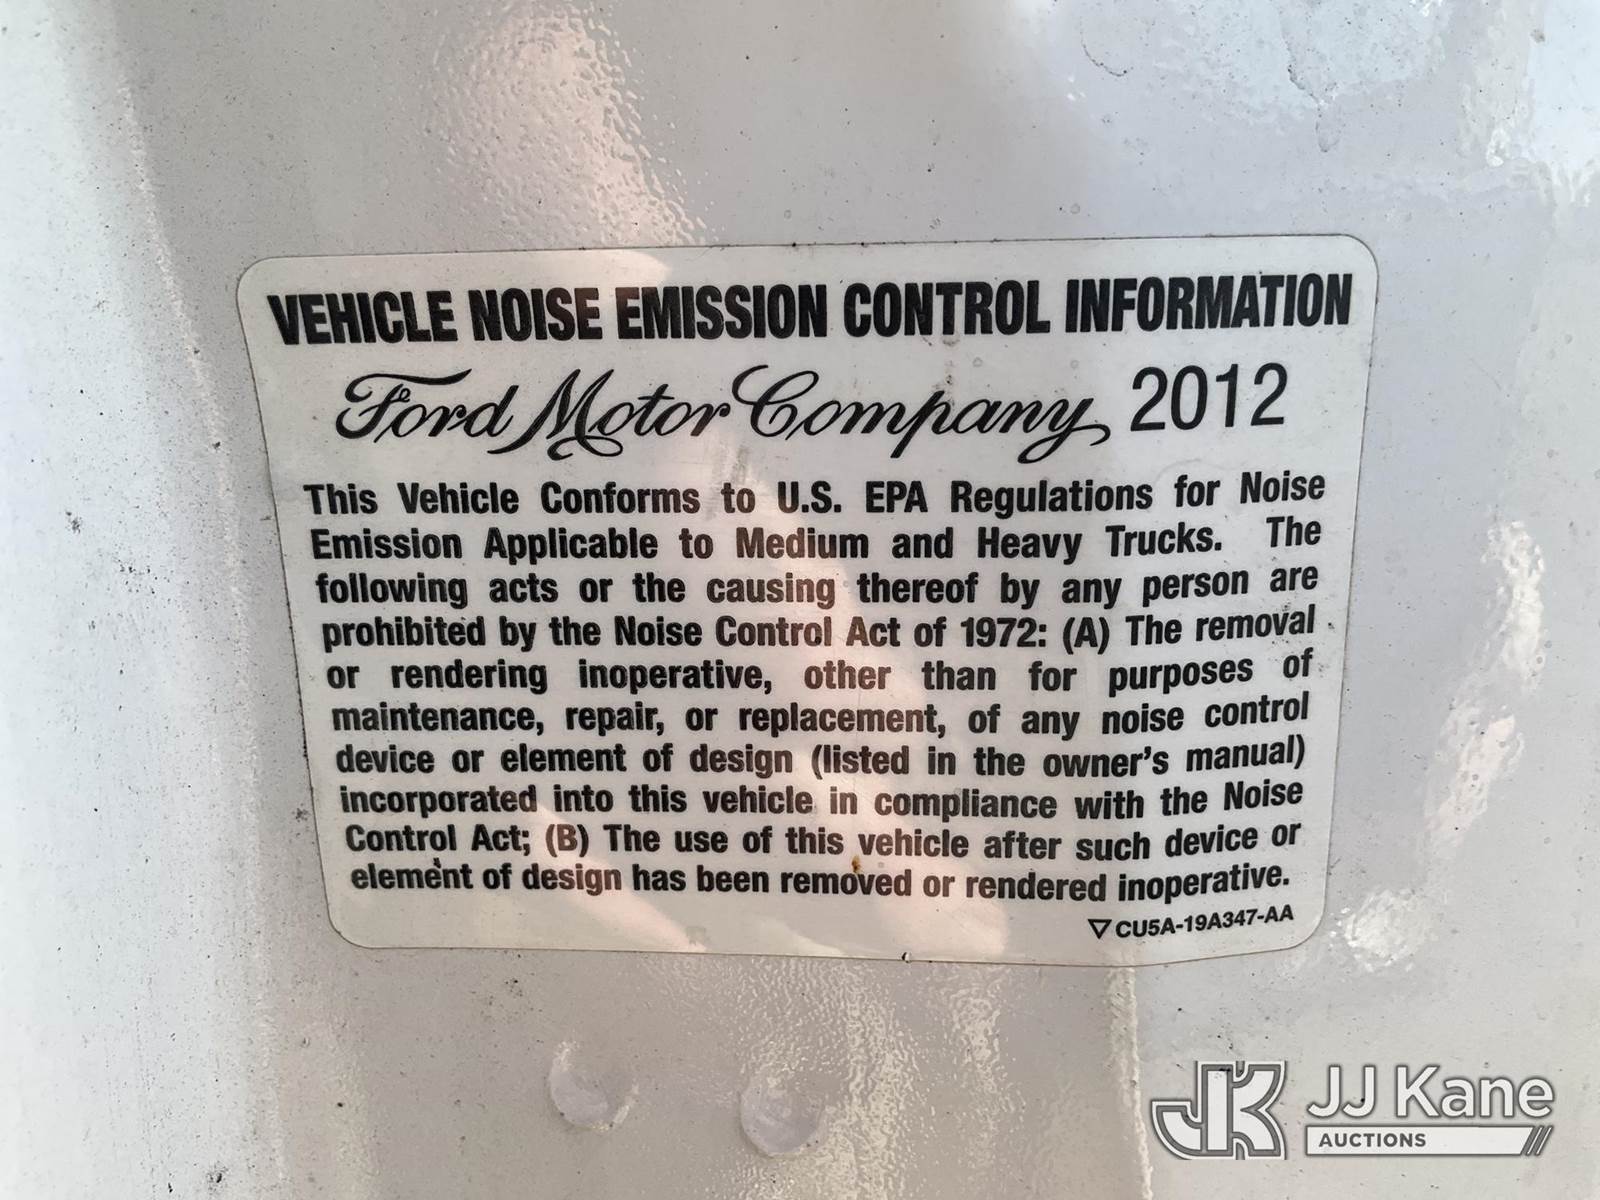 VEHICLE NOISE EMISSION CONTROL INFORMATION
Ford Motor Company 2012
This Vehicle Conforms to U.S. EPA Regulations for Noise
Emission Applicable to Medium and Heavy Trucks. The
following acts or the causing thereof by any person are
prohibited by the Noise Control Act of 1972: (A) The removal
or rendering inoperative, other than for purposes of
maintenance, repair, or replacement, of any noise control
device or element of design (listed in the owner's manual)
incorporated into this vehicle in compliance with the Noise
Control Act; (B) The use of this vehicle after such device or
element of design has been removed or rendered inoperative.
▽CU5A-19A347-AA
JK JJ Kane
AUCTIONS